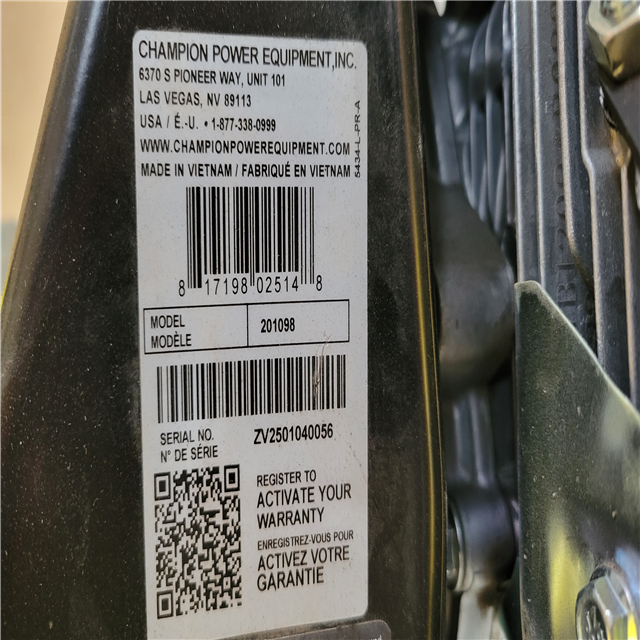 CHAMPION POWER EQUIPMENT, INC.
6370 S PIONEER WAY, UNIT 101
LAS VEGAS, NV 89113
USA / É.-U. • 1-877-338-0999
WWW.CHAMPIONPOWEREQUIPMENT.COM
MADE IN VIETNAM / FABRIQUÉ EN VIETNAM
5434-L-PR-A
8 17198 02514 8
MODEL 201098
MODÈLE
SERIAL NO. ZV2501040056
N° DE SÉRIE
REGISTER TO
ACTIVATE YOUR
WARRANTY
ENREGISTREZ-VOUS POUR
ACTIVEZ VOTRE
GARANTIE